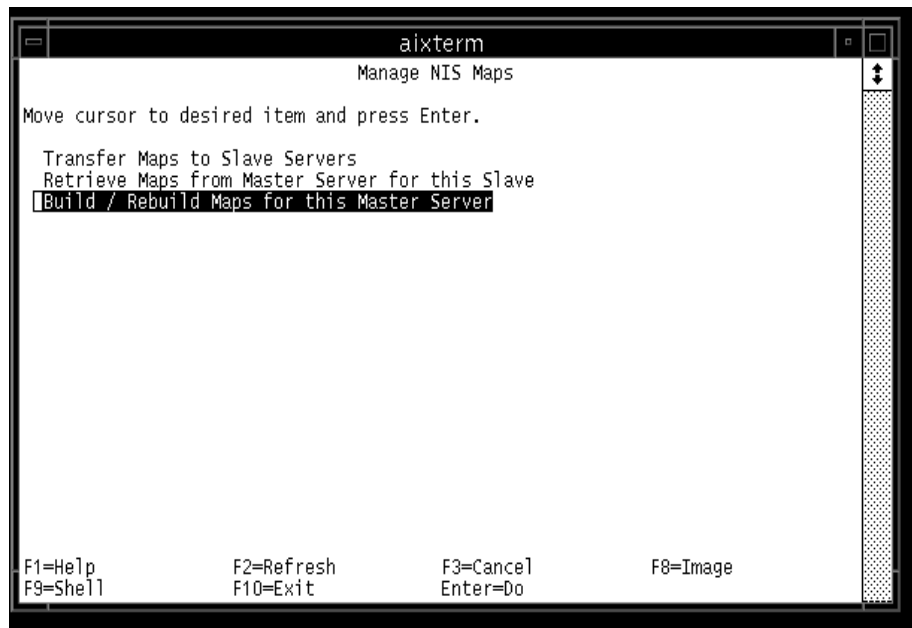 aixterm
Manage NIS Maps
Move cursor to desired item and press Enter.
Transfer Maps to Slave Servers
Retrieve Maps from Master Server for this Slave
Build / Rebuild Maps for this Master Server
F1=Help F2=Refresh F3=Cancel F8=Image
F9=Shell F10=Exit Enter=Do